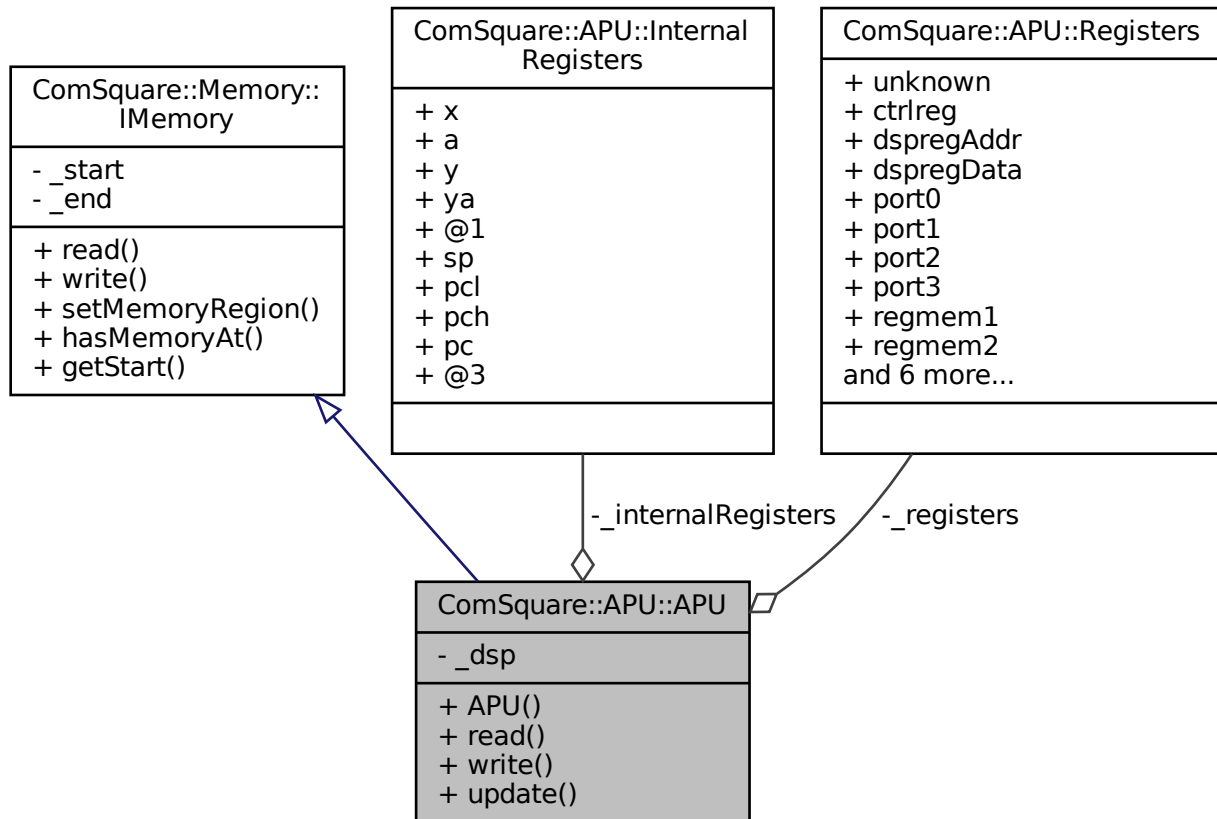 ComSquare::Memory::
IMemory
- _start
- _end
+ read()
+ write()
+ setMemoryRegion()
+ hasMemoryAt()
+ getStart()
ComSquare::APU::Internal
Registers
+ x
+ a
+ y
+ ya
+ @1
+ sp
+ pcl
+ pch
+ pc
+ @3
ComSquare::APU::Registers
+ unknown
+ ctrlreg
+ dspregAddr
+ dspregData
+ port0
+ port1
+ port2
+ port3
+ regmem1
+ regmem2
and 6 more...
-_internalRegisters
-_registers
ComSquare::APU::APU
- _dsp
+ APU()
+ read()
+ write()
+ update()